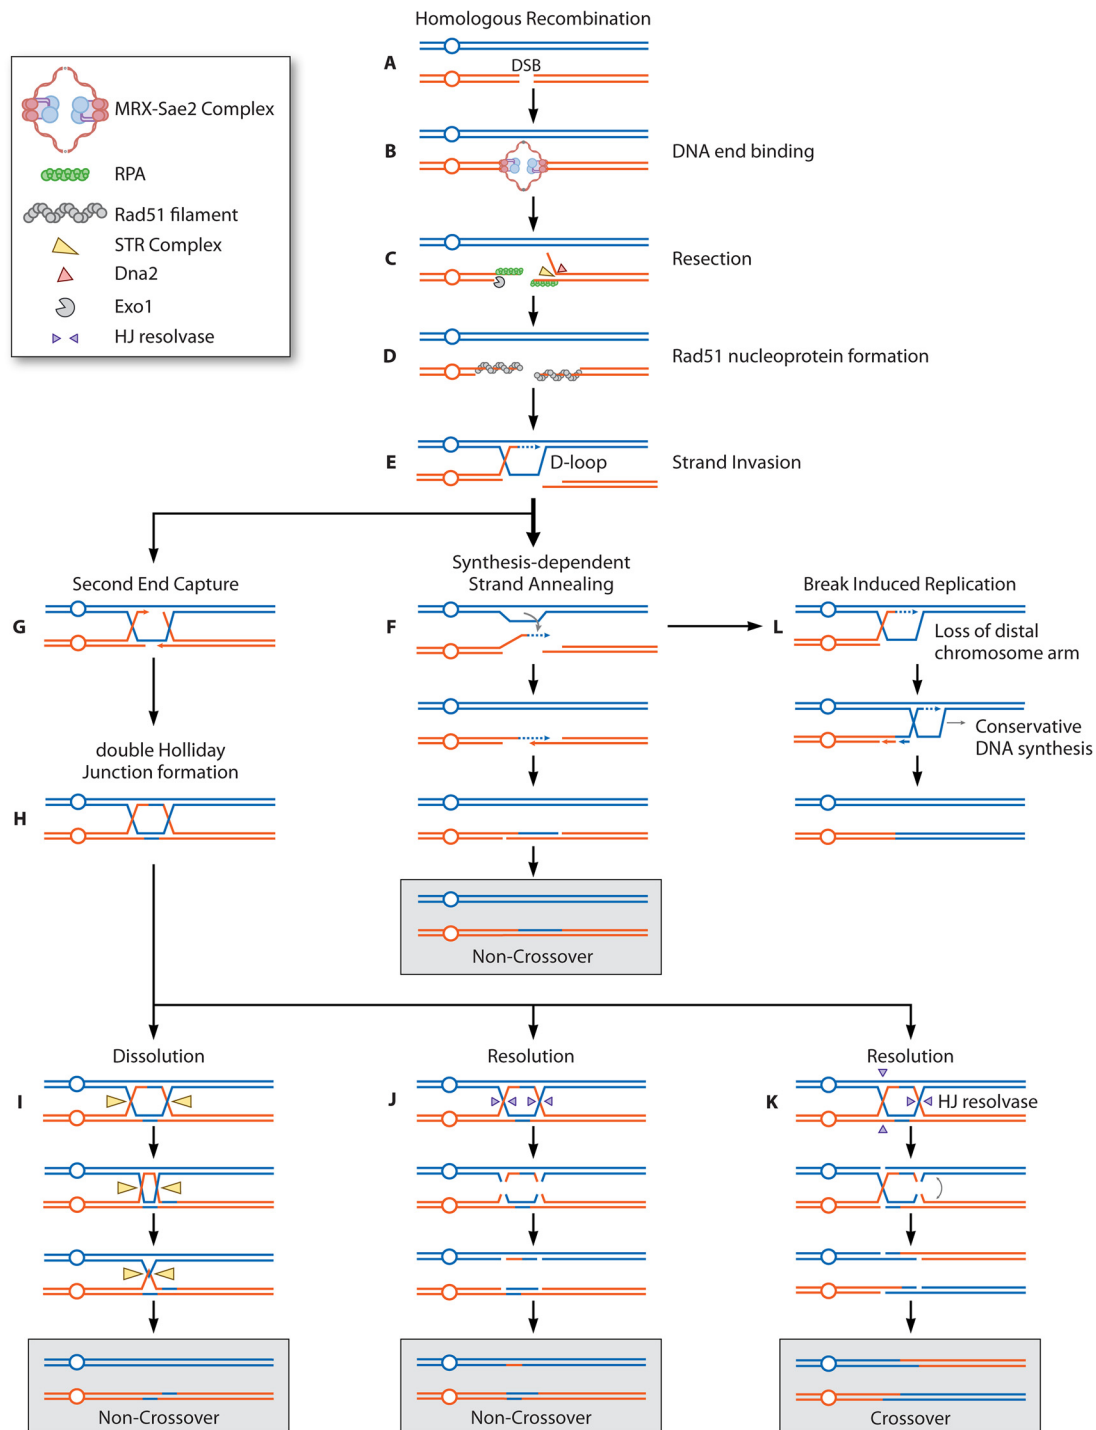 Homologous Recombination
A
DSB
MRX-Sae2 Complex
RPA
Rad51 filament
STR Complex
Dna2
Exo1
HJ resolvase
B
DNA end binding
C
Resection
D
Rad51 nucleoprotein formation
E
D-loop
Strand Invasion
Second End Capture
G
Synthesis-dependent
Strand Annealing
F
Break Induced Replication
L
Loss of distal
chromosome arm
Conservative
DNA synthesis
double Holliday
Junction formation
H
Non-Crossover
Dissolution
I
Resolution
J
Resolution
K
HJ resolvase
Non-Crossover
Non-Crossover
Crossover